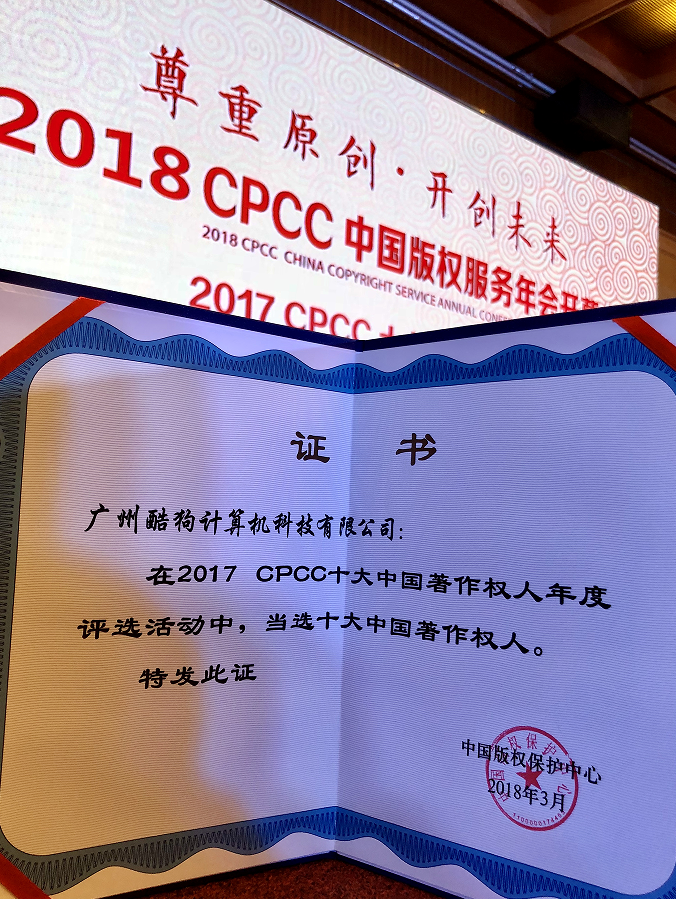 尊重原创·开创未来
2018 CPCC 中国版权服务年会开幕
2018 CPCC CHINA COPYRIGHT SERVICE ANNUAL
2017 CPCC 十
证 书
广州酷狗计算机科技有限公司：
在2017 CPCC十大中国著作权人年度
评选活动中，当选十大中国著作权人。
特发此证
中国版权保护中心
2018年3月